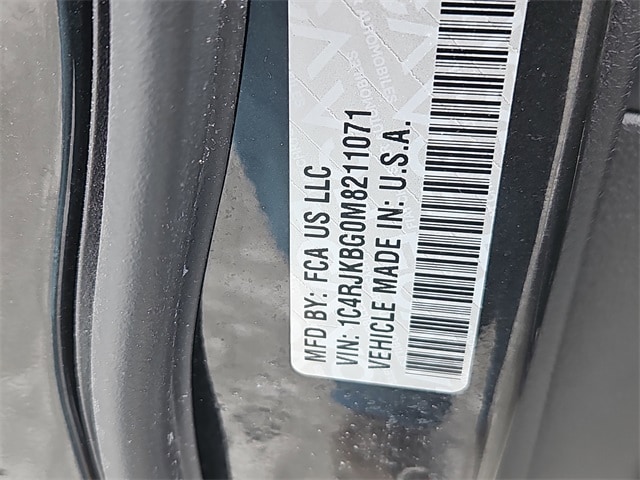 MFD BY: FCA US LLC
VIN: 1C4RJKBG0M8211071
VEHICLE MADE IN: U.S.A.